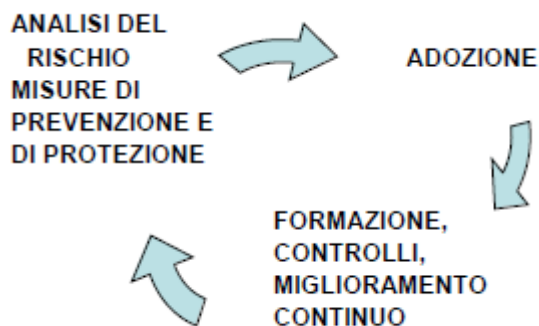 ANALISI DEL
RISCHIO
MISURE DI
PREVENZIONE E
DI PROTEZIONE
ADOZIONE
FORMAZIONE,
CONTROLLI,
MIGLIORAMENTO
CONTINUO